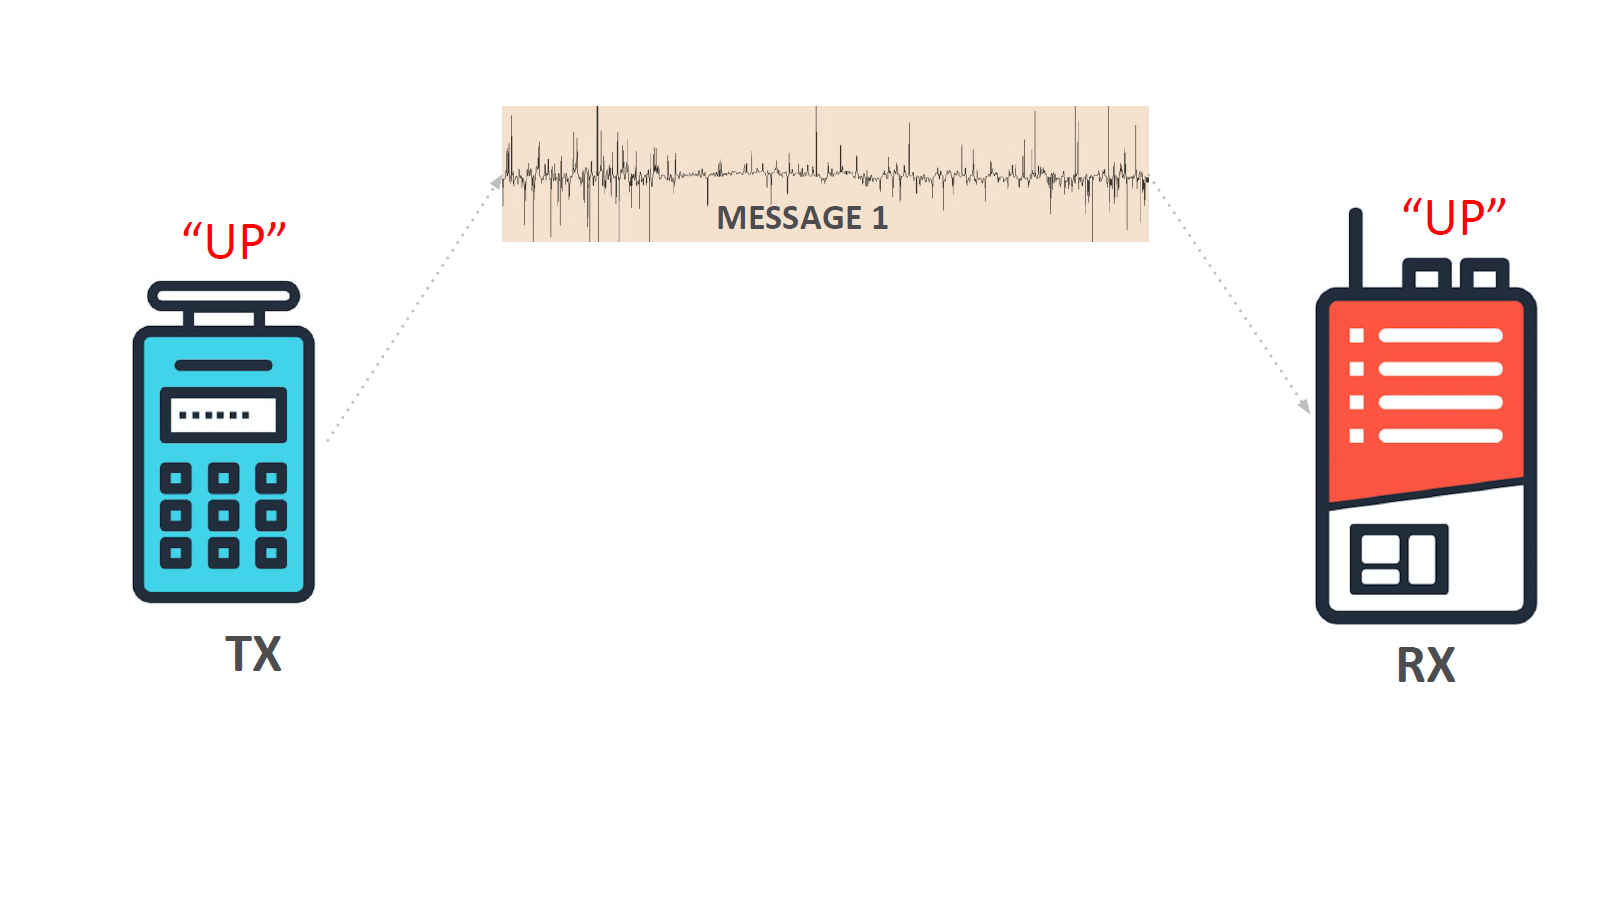 “UP”
MESSAGE 1
“UP”
TX
RX